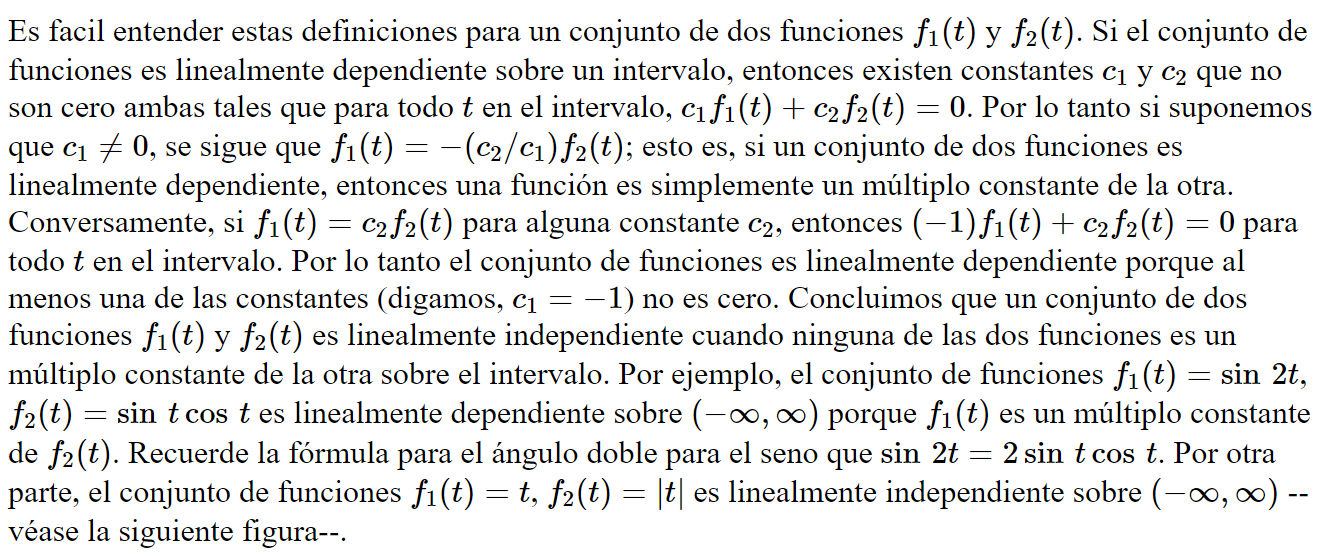 Es facil entender estas definiciones para un conjunto de dos funciones f₁(t) y f₂(t). Si el conjunto de
funciones es linealmente dependiente sobre un intervalo, entonces existen constantes c₁ y c₂ que no
son cero ambas tales que para todo t en el intervalo, c₁f₁(t) + c₂f₂(t) = 0. Por lo tanto si suponemos
que c₁ ≠ 0, se sigue que f₁(t) = −(c₂/c₁)f₂(t); esto es, si un conjunto de dos funciones es
linealmente dependiente, entonces una función es simplemente un múltiplo constante de la otra.
Conversamente, si f₁(t) = c₂f₂(t) para alguna constante c₂, entonces (−1)f₁(t) + c₂f₂(t) = 0 para
todo t en el intervalo. Por lo tanto el conjunto de funciones es linealmente dependiente porque al
menos una de las constantes (digamos, c₁ = −1) no es cero. Concluimos que un conjunto de dos
funciones f₁(t) y f₂(t) es linealmente independiente cuando ninguna de las dos funciones es un
múltiplo constante de la otra sobre el intervalo. Por ejemplo, el conjunto de funciones f₁(t) = sin 2t,
f₂(t) = sin t cos t es linealmente dependiente sobre (−∞, ∞) porque f₁(t) es un múltiplo constante
de f₂(t). Recuerde la fórmula para el ángulo doble para el seno que sin 2t = 2 sin t cos t. Por otra
parte, el conjunto de funciones f₁(t) = t, f₂(t) = |t| es linealmente independiente sobre (−∞, ∞) --
véase la siguiente figura--.